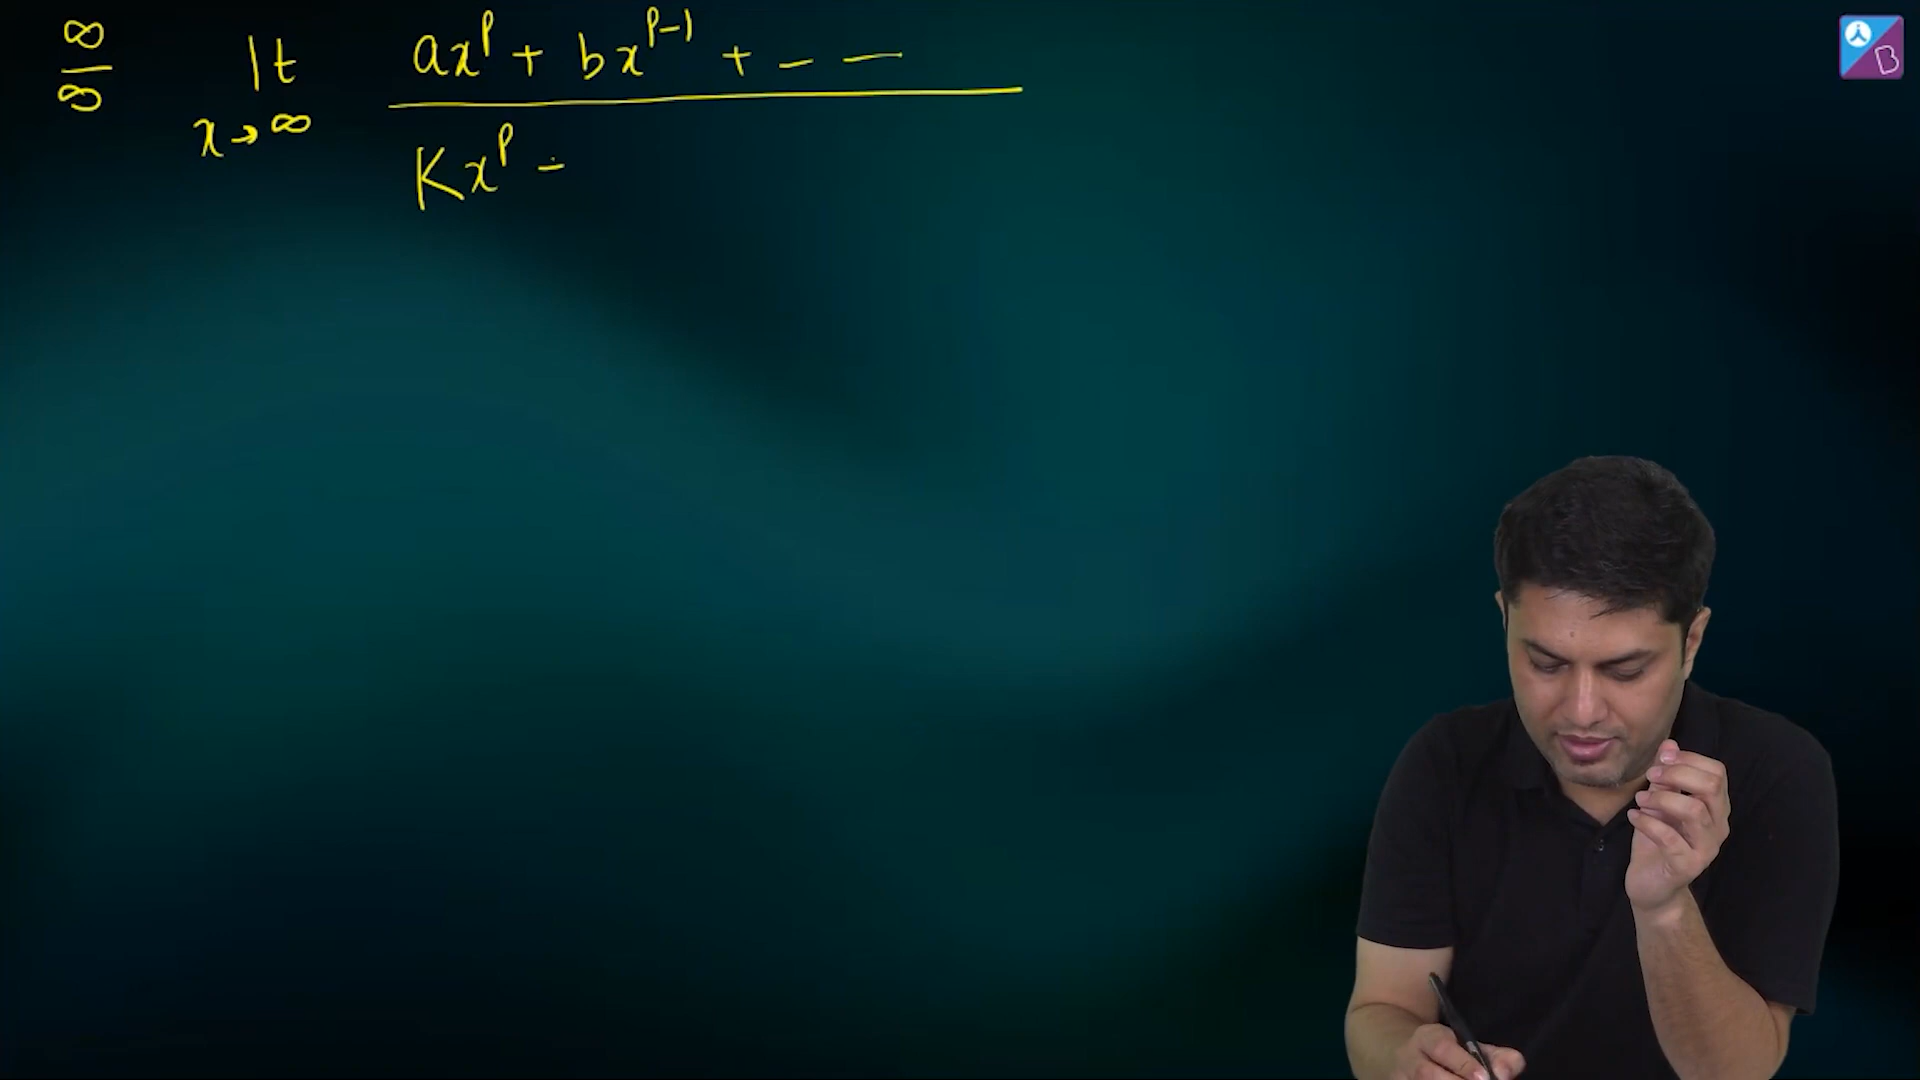 ∞/∞ lt x→∞ (ax^p + bx^(p-1) + - —)/(Kx^p -
B